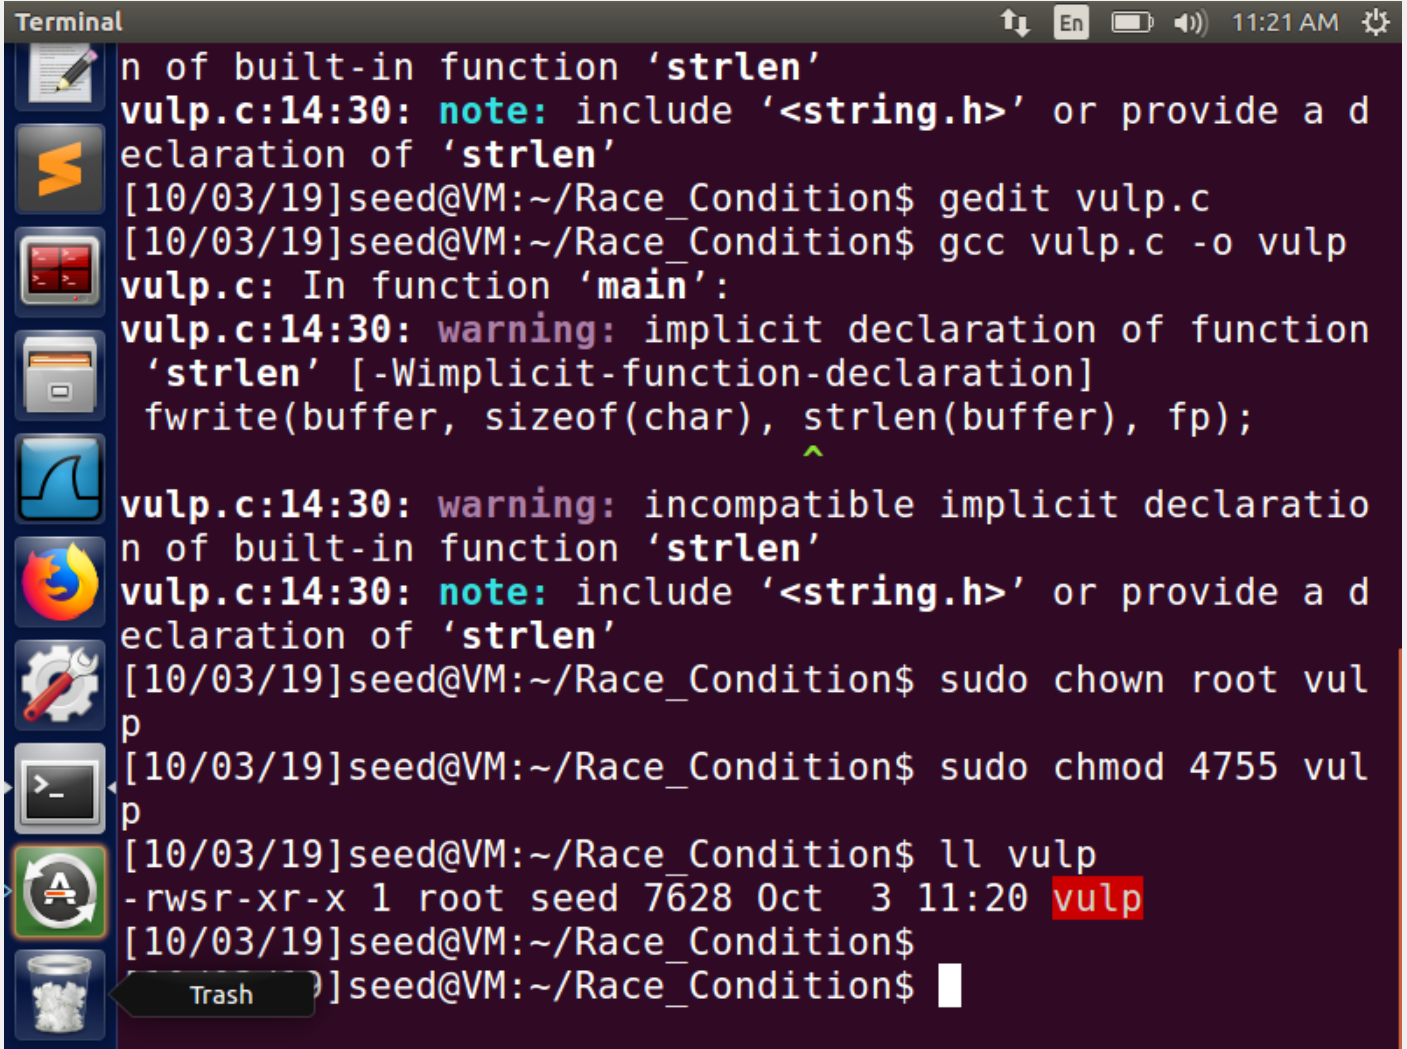 Terminal
En
11:21 AM
n of built-in function ‘strlen’
vulp.c:14:30: note: include ‘<string.h>’ or provide a d
eclaration of ‘strlen’
[10/03/19]seed@VM:~/Race_Condition$ gedit vulp.c
[10/03/19]seed@VM:~/Race_Condition$ gcc vulp.c -o vulp
vulp.c: In function ‘main’:
vulp.c:14:30: warning: implicit declaration of function
‘strlen’ [-Wimplicit-function-declaration]
fwrite(buffer, sizeof(char), strlen(buffer), fp);
^
vulp.c:14:30: warning: incompatible implicit declaratio
n of built-in function ‘strlen’
vulp.c:14:30: note: include ‘<string.h>’ or provide a d
eclaration of ‘strlen’
[10/03/19]seed@VM:~/Race_Condition$ sudo chown root vul
p
[10/03/19]seed@VM:~/Race_Condition$ sudo chmod 4755 vul
p
[10/03/19]seed@VM:~/Race_Condition$ ll vulp
-rwsr-xr-x 1 root seed 7628 Oct  3 11:20 vulp
[10/03/19]seed@VM:~/Race_Condition$
]seed@VM:~/Race_Condition$
Trash